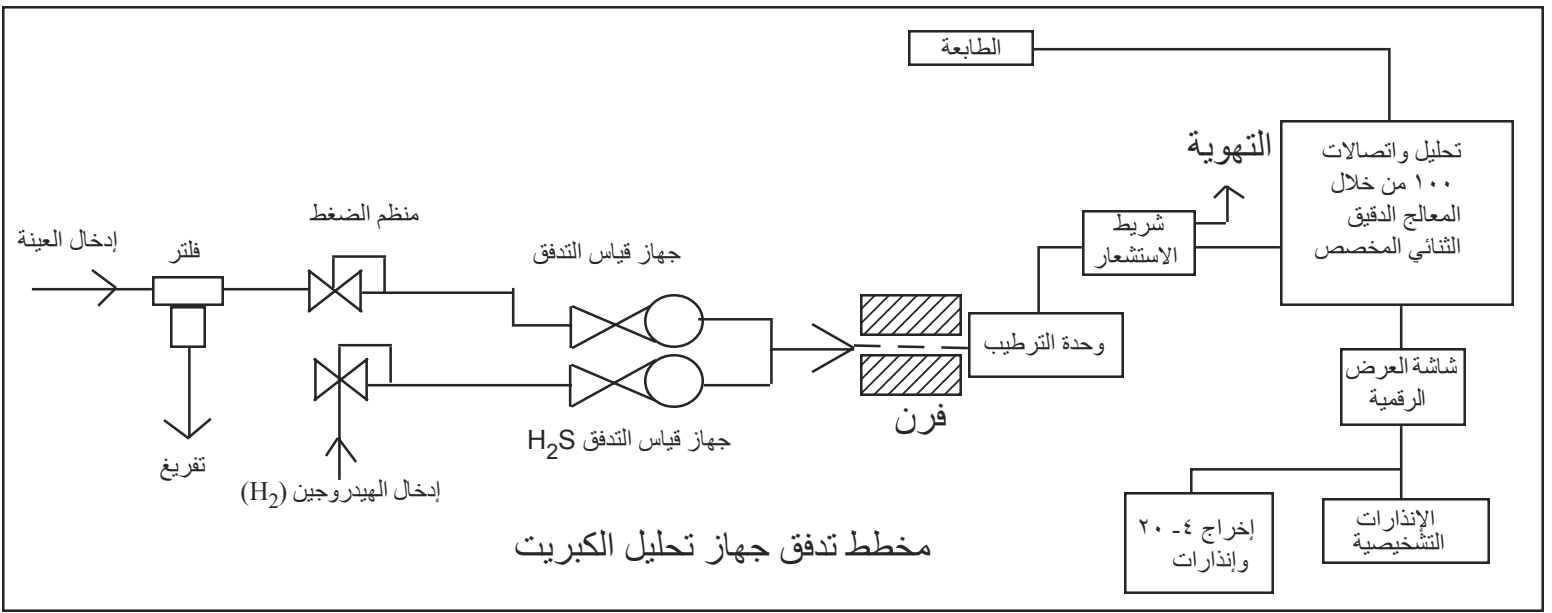 الطابعة
التهوية
تحليل واتصالات
١٠٠ من خلال
المعالج الدقيق
الثنائي المخصص
منظم الضغط
إدخال العينة
فلتر
جهاز قياس التدفق
شريط
الاستشعار
وحدة الترطيب
شاشة العرض
الرقمية
فرن
جهاز قياس التدفق H₂S
تفريغ
إدخال الهيدروجين (H₂)
إخراج ٤- ٢٠
وإنذارات
الإنذارات
التشخيصية
مخطط تدفق جهاز تحليل الكبريت